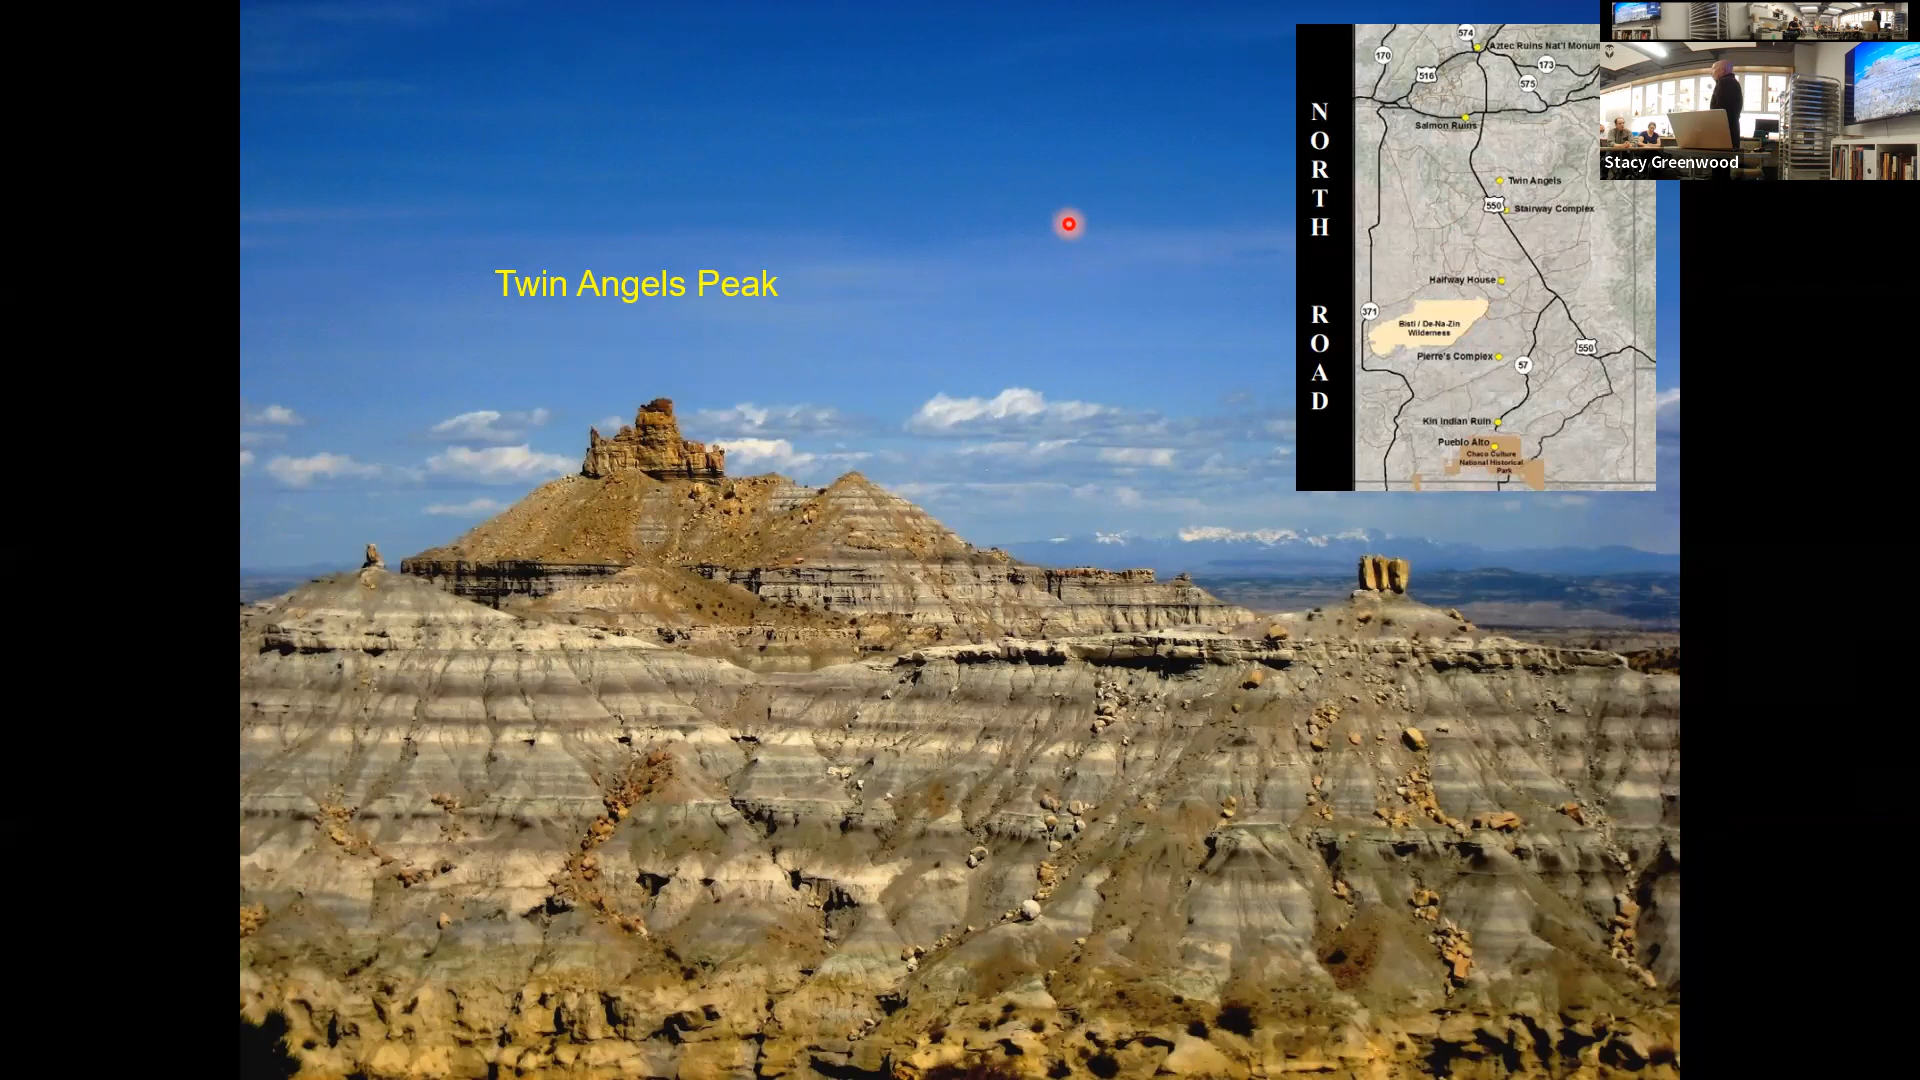 Twin Angels Peak
NORTH
ROAD
574
Aztec Ruins Nat'l Monum
170
173
516
575
Salmon Ruins
Twin Angels
550
Stairway Complex
Halfway House
371
Bisti / De-Na-Zin
Wilderness
550
Pierre's Complex
57
Kin Indian Ruin
Pueblo Alto
Chaco Culture
National Historical
Park
Stacy Greenwood